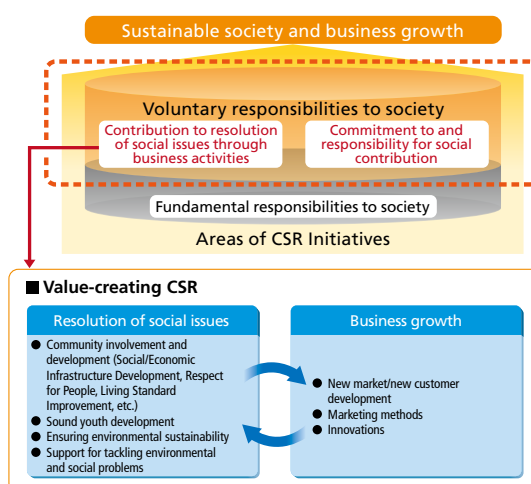 Sustainable society and business growth
Voluntary responsibilities to society
Contribution to resolution
of social issues through
business activities
Commitment to and
responsibility for social
contribution
Fundamental responsibilities to society
Areas of CSR Initiatives
■ Value-creating CSR
Resolution of social issues
● Community involvement and
development (Social/Economic
Infrastructure Development, Respect
for People, Living Standard
Improvement, etc.)
● Sound youth development
● Ensuring environmental sustainability
● Support for tackling environmental
and social problems
Business growth
● New market/new customer
development
● Marketing methods
● Innovations